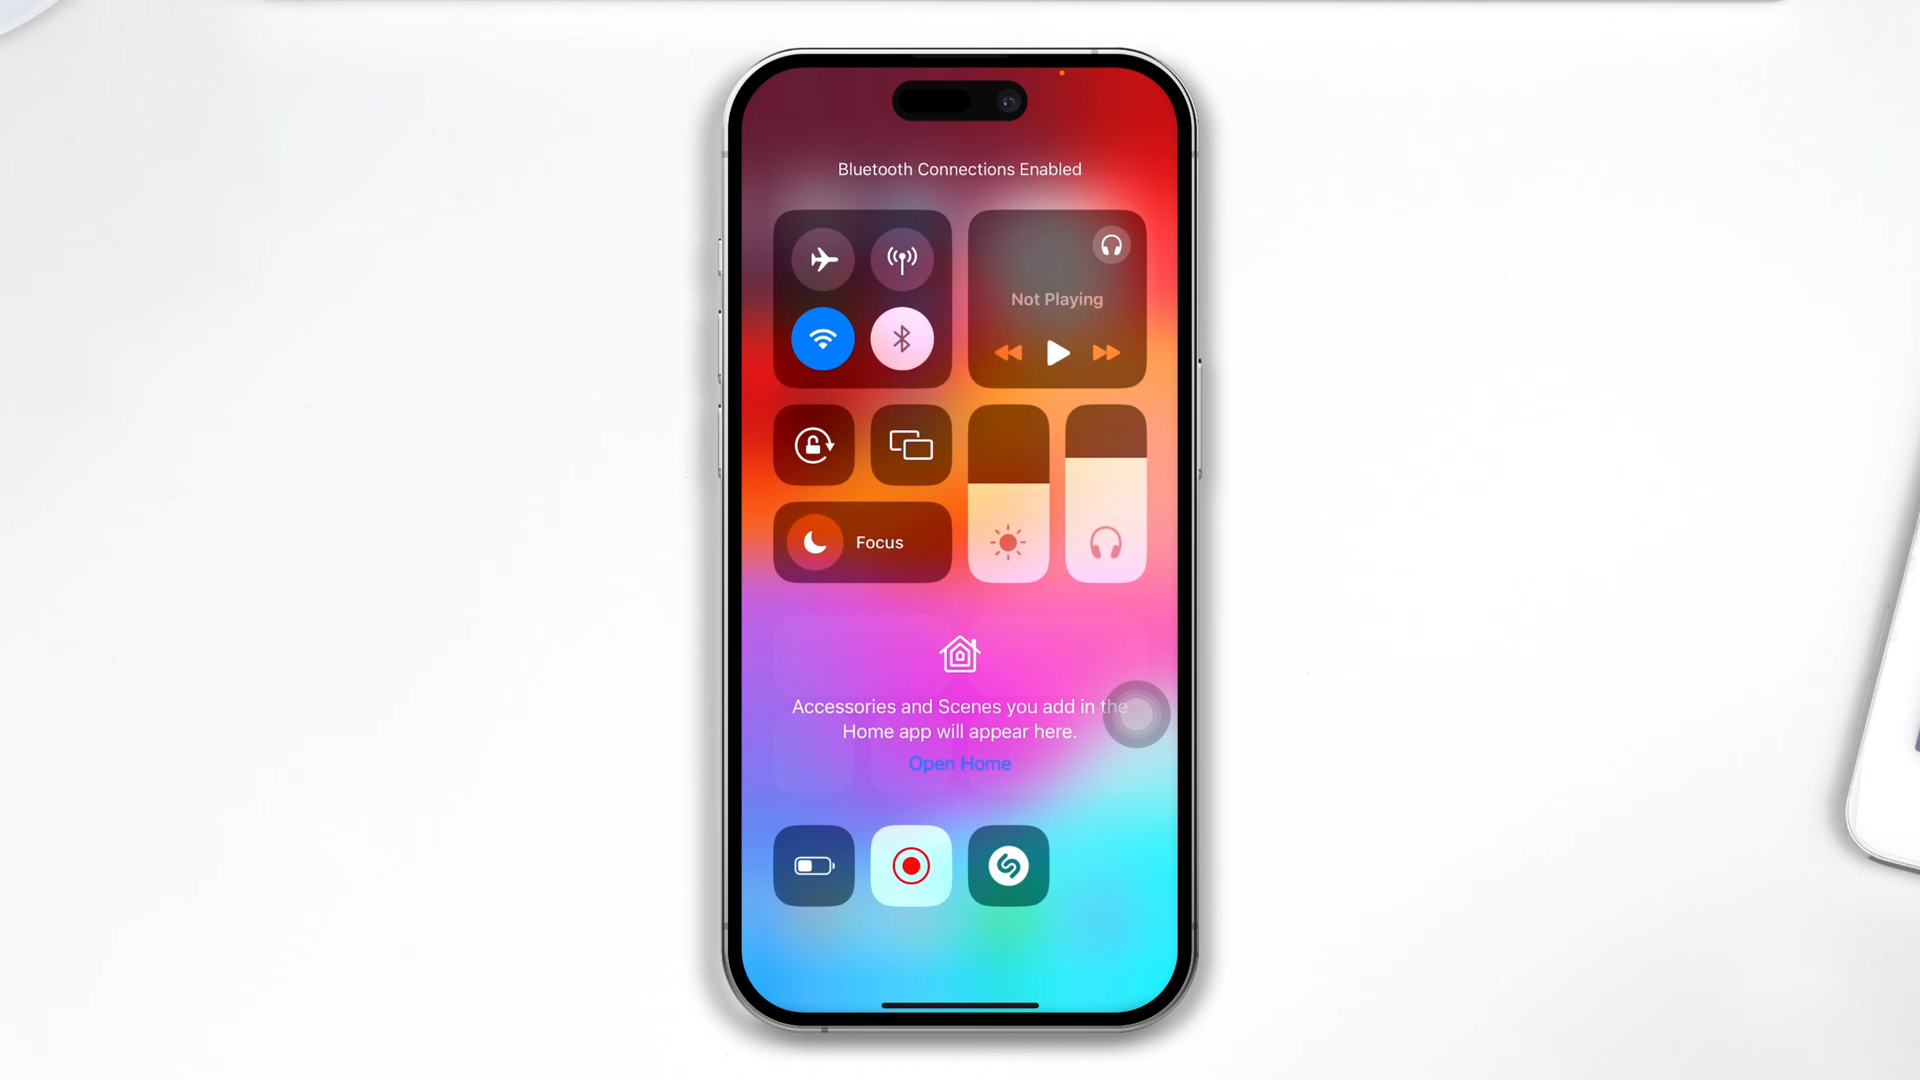 Bluetooth Connections Enabled
Not Playing
Focus
Accessories and Scenes you add in the
Home app will appear here.
Open Home